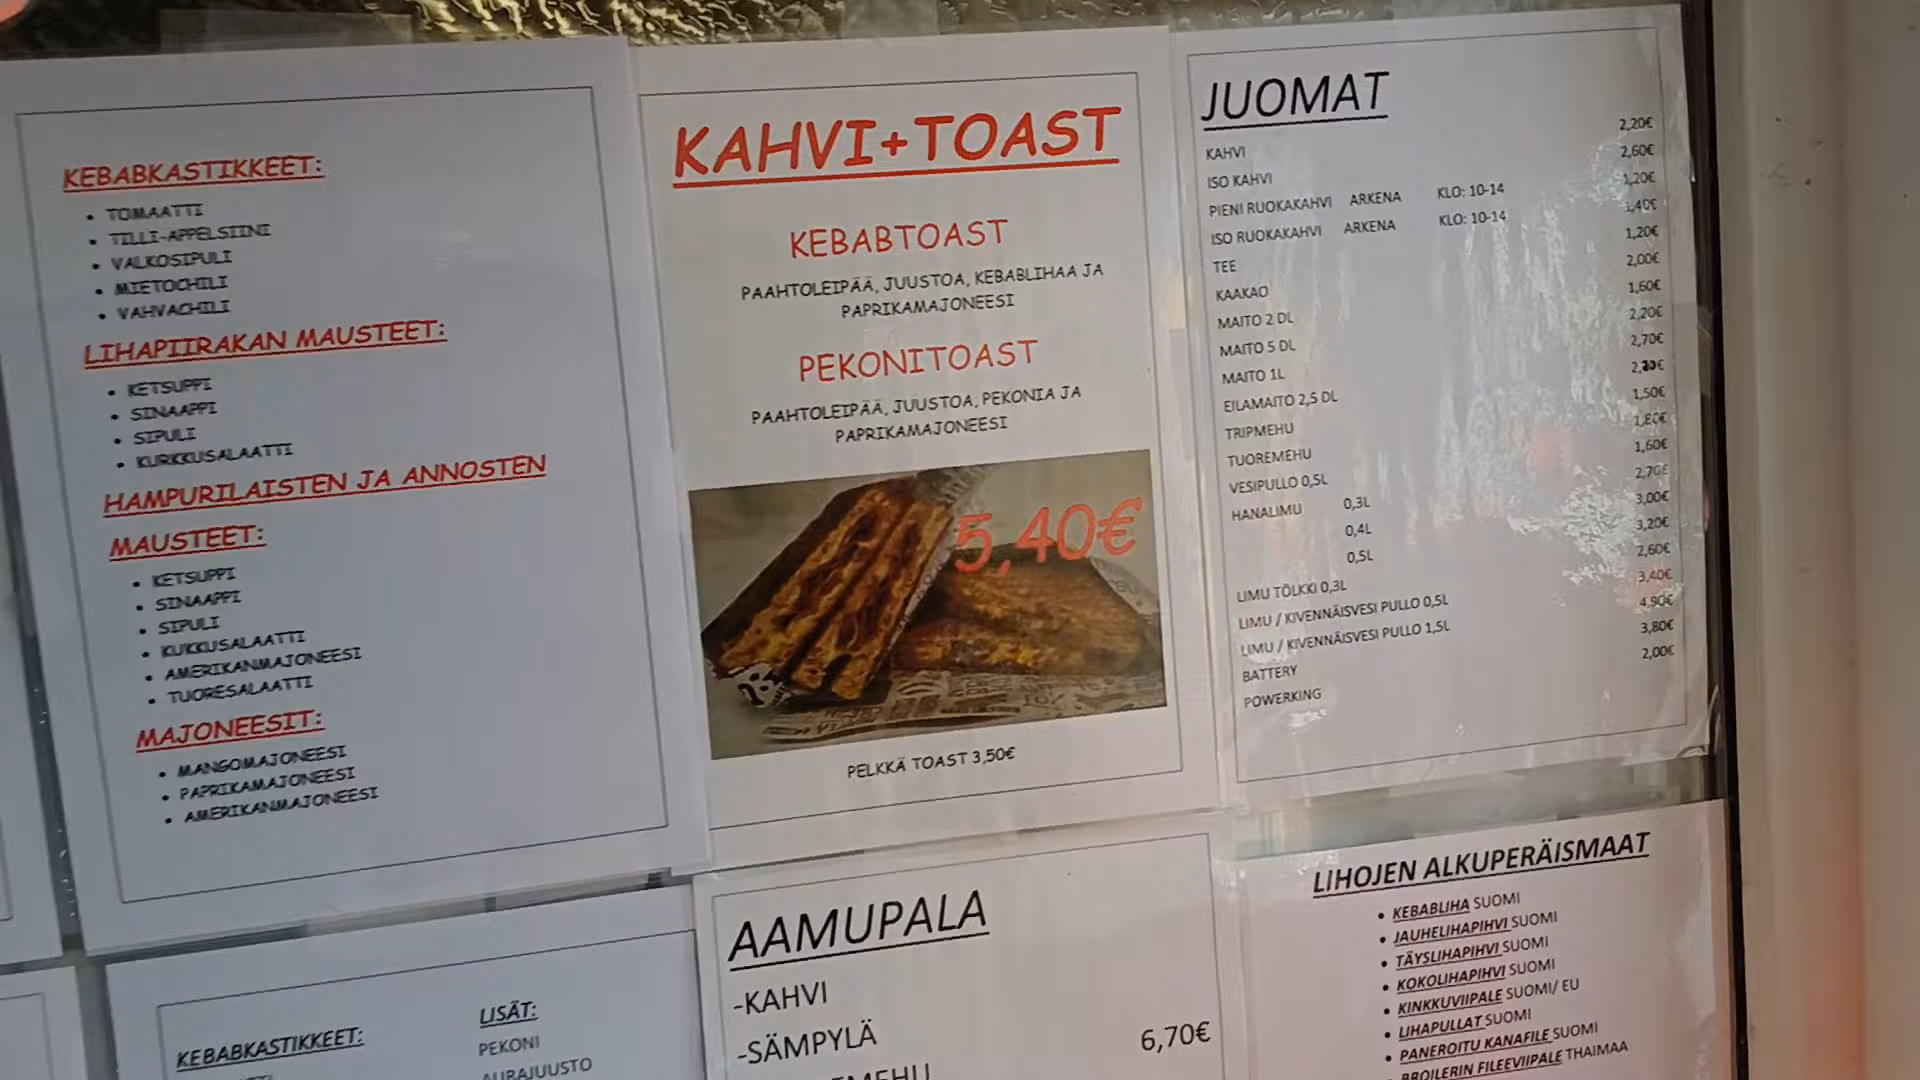 KEBABKASTIKKEET:
• TOMAATTI
• TILLI-APPELSIINI
• VALKOSIPULI
• MIETOCHILI
• VAHVACHILI
LIHAPIIRAKAN MAUSTEET:
• KETSUPPI
• SINAAPPI
• SIPULI
• KURKKUSALAATTI
HAMPURILAISTEN JA ANNOSTEN
MAUSTEET:
• KETSUPPI
• SINAAPPI
• SIPULI
• KUKKUSALAATTI
• AMERIKANMAJONEESI
• TUORESALAATTI
MAJONEESIT:
• MANGOMAJONEESI
• PAPRIKAMAJONEESI
• AMERIKANMAJONEESI
KAHVI+TOAST
KEBABTOAST
PAAHTOLEIPÄÄ, JUUSTOA, KEBABLIHAA JA
PAPRIKAMAJONEESI
PEKONITOAST
PAAHTOLEIPÄÄ, JUUSTOA, PEKONIA JA
PAPRIKAMAJONEESI
5,40€
PELKKÄ TOAST 3,50€
JUOMAT
KAHVI 2,20€
ISO KAHVI 2,60€
PIENI RUOKAKAHVI ARKENA KLO: 10-14 1,20€
ISO RUOKAKAHVI ARKENA KLO: 10-14 1,40€
TEE 1,20€
KAAKAO 2,00€
MAITO 2 DL 1,60€
MAITO 5 DL 2,20€
MAITO 1L 2,70€
EILAMAITO 2,5 DL
TRIPMEHU 1,50€
TUOREMEHU 1,80€
VESIPULLO 0,5L 1,60€
HANALIMU 0,3L 2,70€
0,4L 3,00€
0,5L 3,20€
LIMU TÖLKKI 0,3L 2,60€
LIMU / KIVENNÄISVESI PULLO 0,5L 3,40€
LIMU / KIVENNÄISVESI PULLO 1,5L 4,90€
BATTERY 3,80€
POWERKING 2,00€
KEBABKASTIKKEET:
LISÄT:
PEKONI
AURAJUUSTO
AAMUPALA
-KAHVI
-SÄMPYLÄ 6,70€
LIHOJEN ALKUPERÄISMAAT
• KEBABLIHA SUOMI
• JAUHELIHAPIHVI SUOMI
• TÄYSLIHAPIHVI SUOMI
• KOKOLIHAPIHVI SUOMI
• KINKKUVIIPALE SUOMI/ EU
• LIHAPULLAT SUOMI
• PANEROITU KANAFILE SUOMI
• BROILERIN FILEEVIIPALE THAIMAA